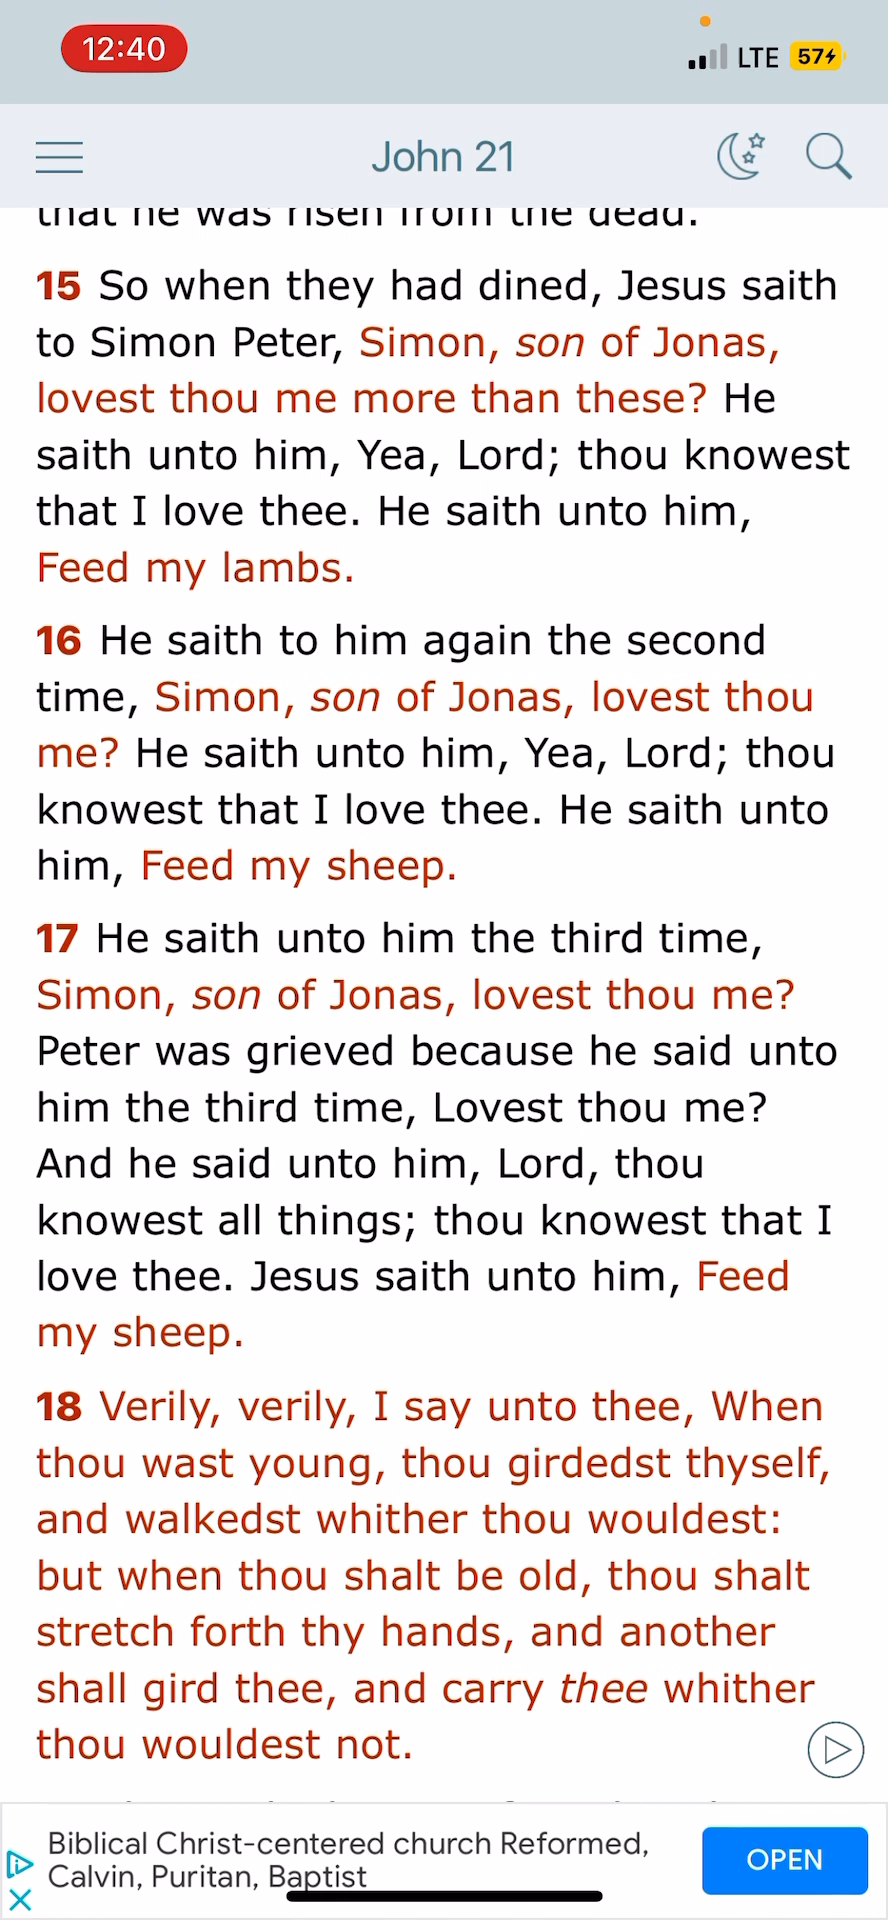 12:40
LTE 57
John 21
that he was risen from the dead.
15 So when they had dined, Jesus saith
to Simon Peter, Simon, son of Jonas,
lovest thou me more than these? He
saith unto him, Yea, Lord; thou knowest
that I love thee. He saith unto him,
Feed my lambs.
16 He saith to him again the second
time, Simon, son of Jonas, lovest thou
me? He saith unto him, Yea, Lord; thou
knowest that I love thee. He saith unto
him, Feed my sheep.
17 He saith unto him the third time,
Simon, son of Jonas, lovest thou me?
Peter was grieved because he said unto
him the third time, Lovest thou me?
And he said unto him, Lord, thou
knowest all things; thou knowest that I
love thee. Jesus saith unto him, Feed
my sheep.
18 Verily, verily, I say unto thee, When
thou wast young, thou girdedst thyself,
and walkedst whither thou wouldest:
but when thou shalt be old, thou shalt
stretch forth thy hands, and another
shall gird thee, and carry thee whither
thou wouldest not.
Biblical Christ-centered church Reformed,
Calvin, Puritan, Baptist
OPEN